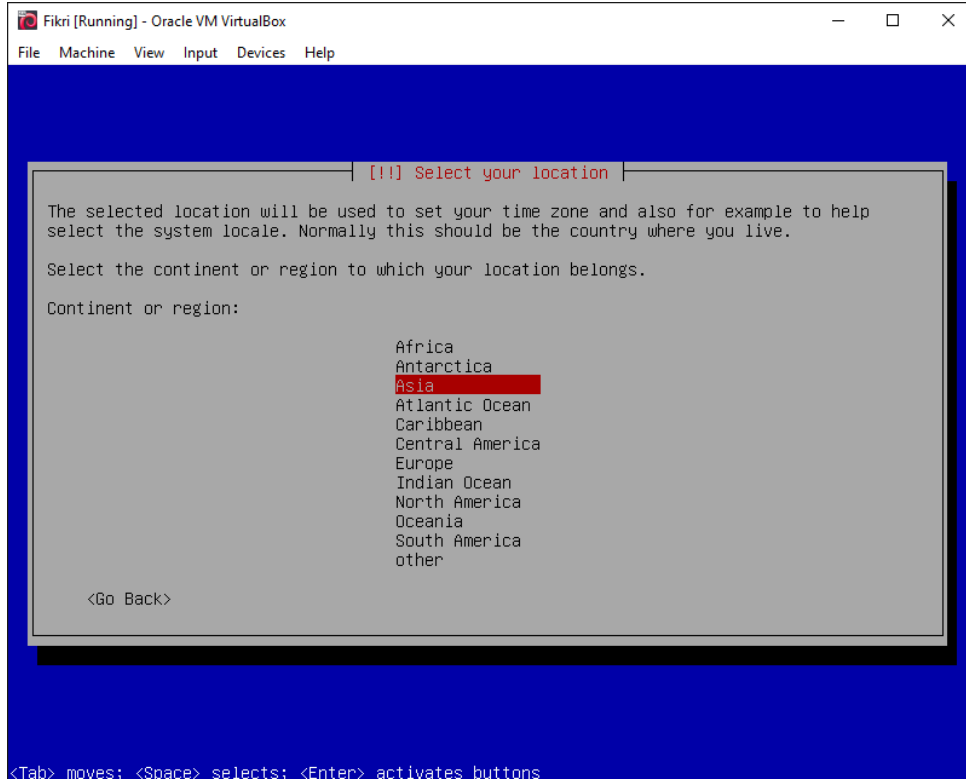 Fikri [Running] - Oracle VM VirtualBox
File Machine View Input Devices Help
[!!] Select your location
The selected location will be used to set your time zone and also for example to help
select the system locale. Normally this should be the country where you live.
Select the continent or region to which your location belongs.
Continent or region:
Africa
Antarctica
Asia
Atlantic Ocean
Caribbean
Central America
Europe
Indian Ocean
North America
Oceania
South America
other
<Go Back>
<Tab> moves; <Space> selects; <Enter> activates buttons